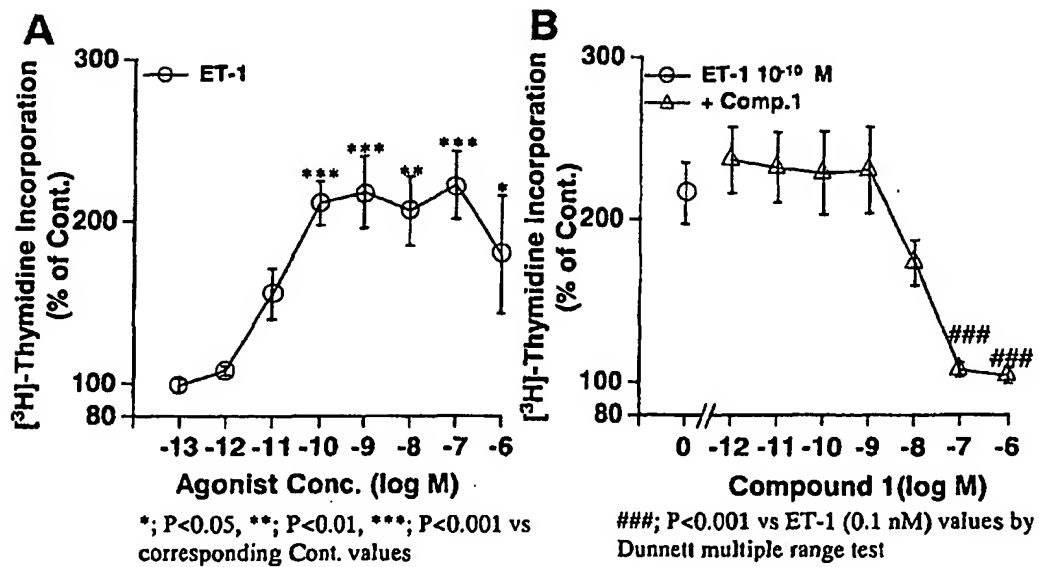 A
[³H]-Thymidine Incorporation
(% of Cont.)
300
200
100
80
ET-1
***
***
**
***
*
-13 -12 -11 -10 -9 -8 -7 -6
Agonist Conc. (log M)
*; P<0.05, **; P<0.01, ***; P<0.001 vs
corresponding Cont. values
B
[³H]-Thymidine Incorporation
(% of Cont.)
300
200
100
80
ET-1 10⁻¹⁰ M
+ Comp.1
###
###
0 -12 -11 -10 -9 -8 -7 -6
Compound 1(log M)
###; P<0.001 vs ET-1 (0.1 nM) values by
Dunnett multiple range test